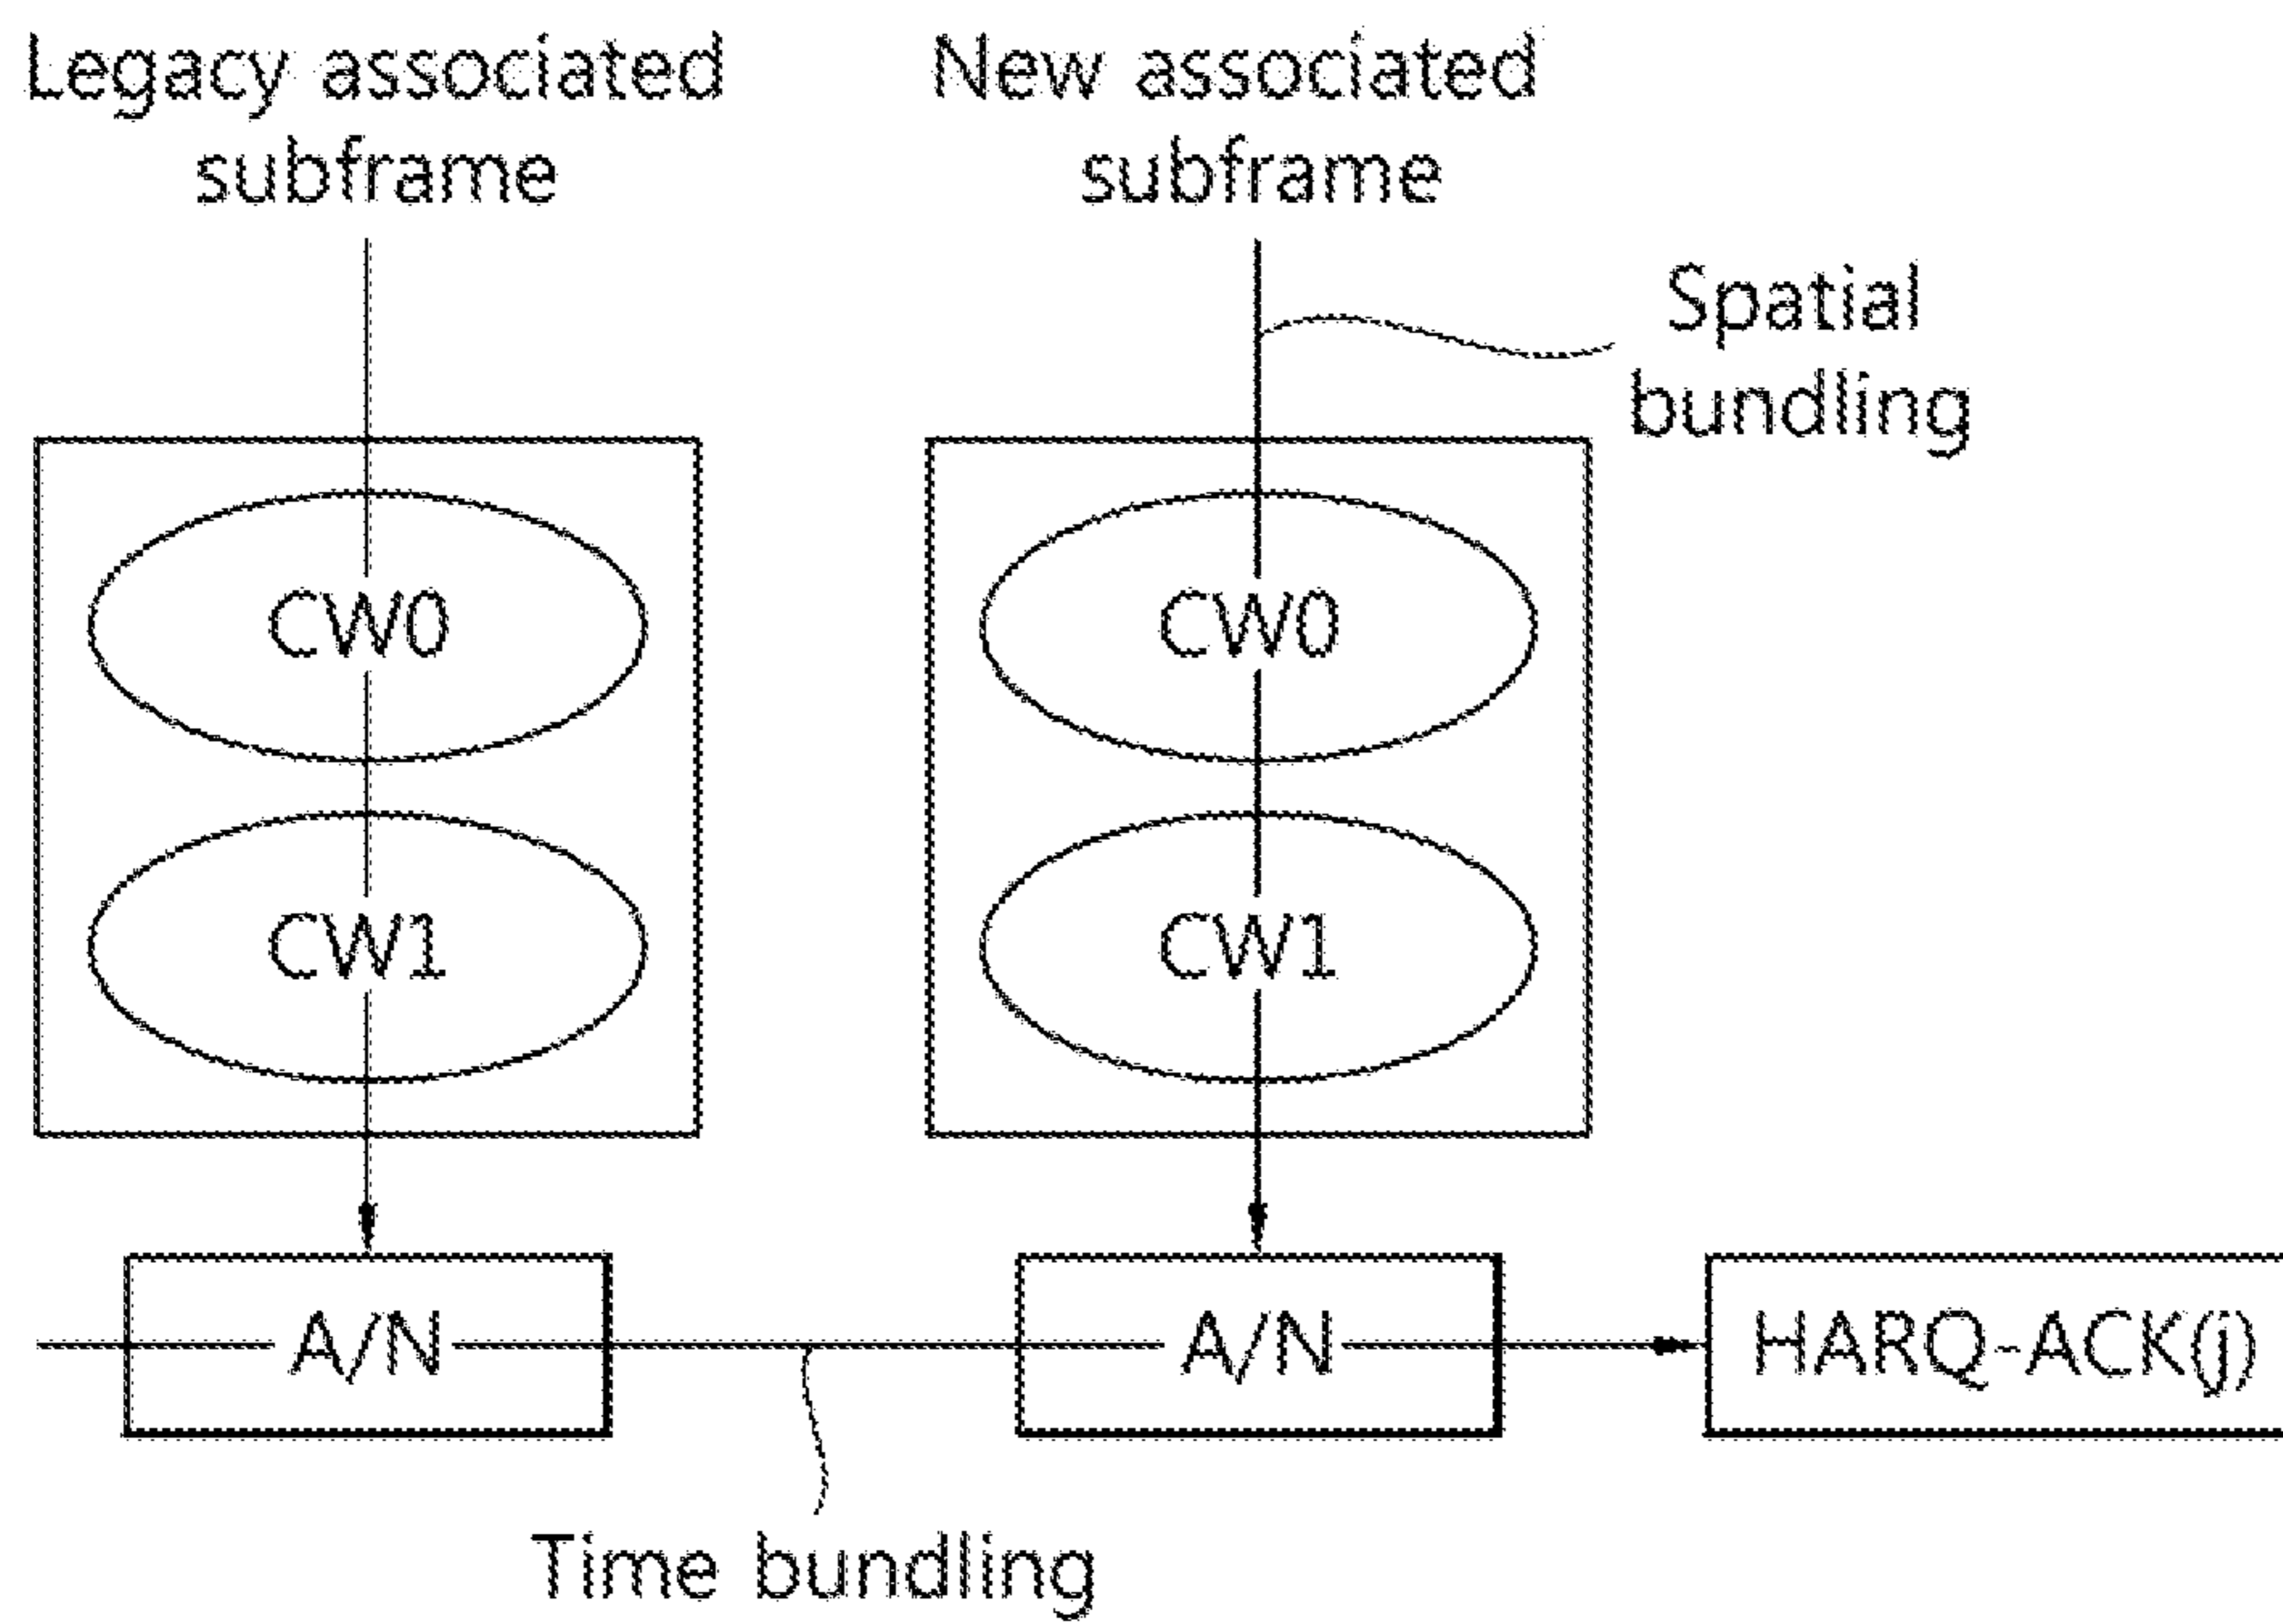 Legacy associated
subframe
New associated
subframe
Spatial
bundling
CW0
CW0
CW1
CW1
A/N
A/N
HARQ-ACK(j)
Time bundling